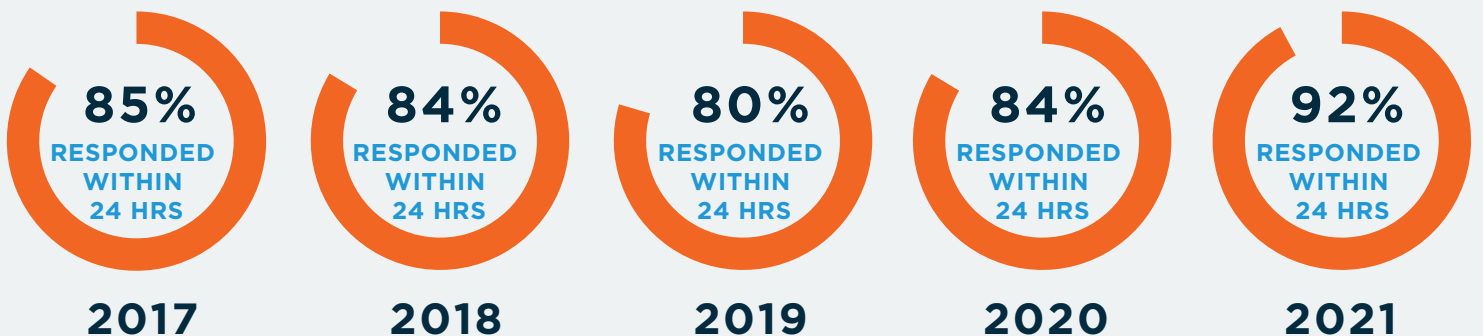 85%
RESPONDED
WITHIN
24 HRS
2017
84%
RESPONDED
WITHIN
24 HRS
2018
80%
RESPONDED
WITHIN
24 HRS
2019
84%
RESPONDED
WITHIN
24 HRS
2020
92%
RESPONDED
WITHIN
24 HRS
2021